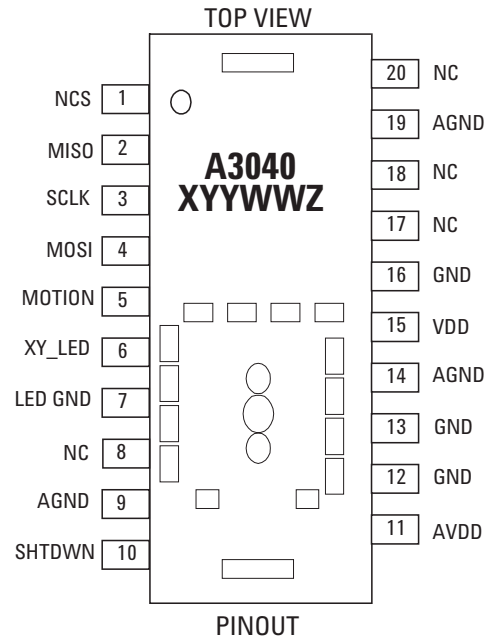 TOP VIEW
NCS 1
MISO 2
SCLK 3
MOSI 4
MOTION 5
XY_LED 6
LED GND 7
NC 8
AGND 9
SHTDWN 10
A3040
XYYWWZ
20 NC
19 AGND
18 NC
17 NC
16 GND
15 VDD
14 AGND
13 GND
12 GND
11 AVDD
PINOUT